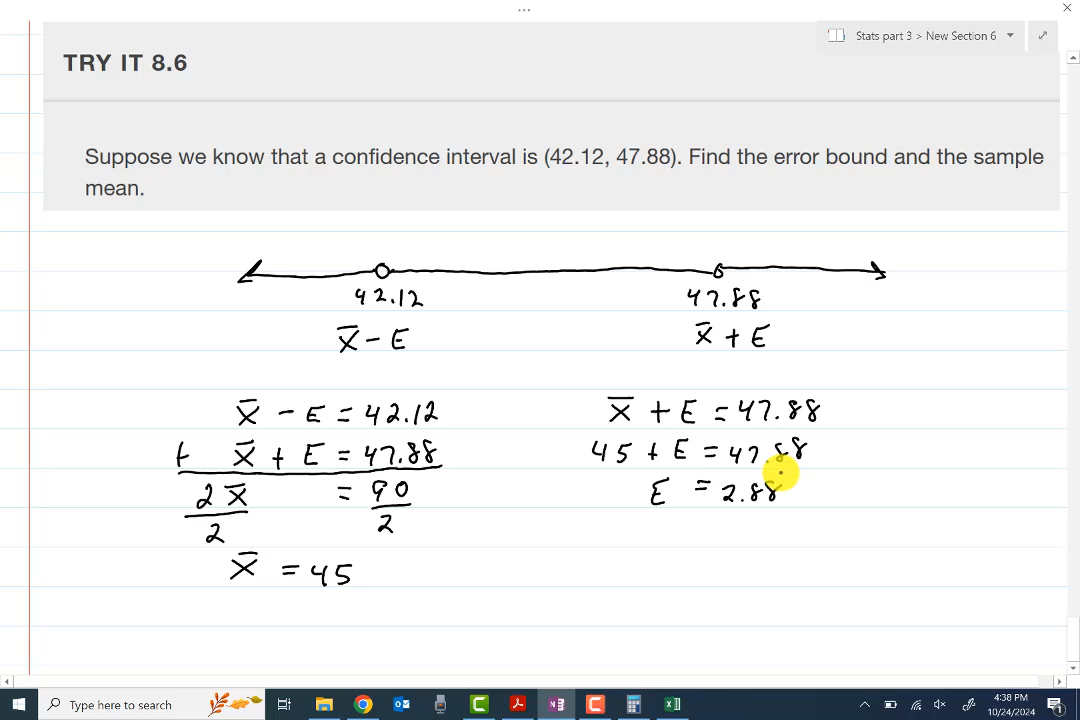 ...
Stats part 3 > New Section 6
TRY IT 8.6
Suppose we know that a confidence interval is (42.12, 47.88). Find the error bound and the sample
mean.
42.12 47.88
x̄ - E x̄ + E
x̄ - E = 42.12 x̄ + E = 47.88
+ x̄ + E = 47.88 45 + E = 47.88
2x̄ = 90 E = 2.88
2 2
x̄ = 45
Type here to search
4:38 PM
10/24/2024
1